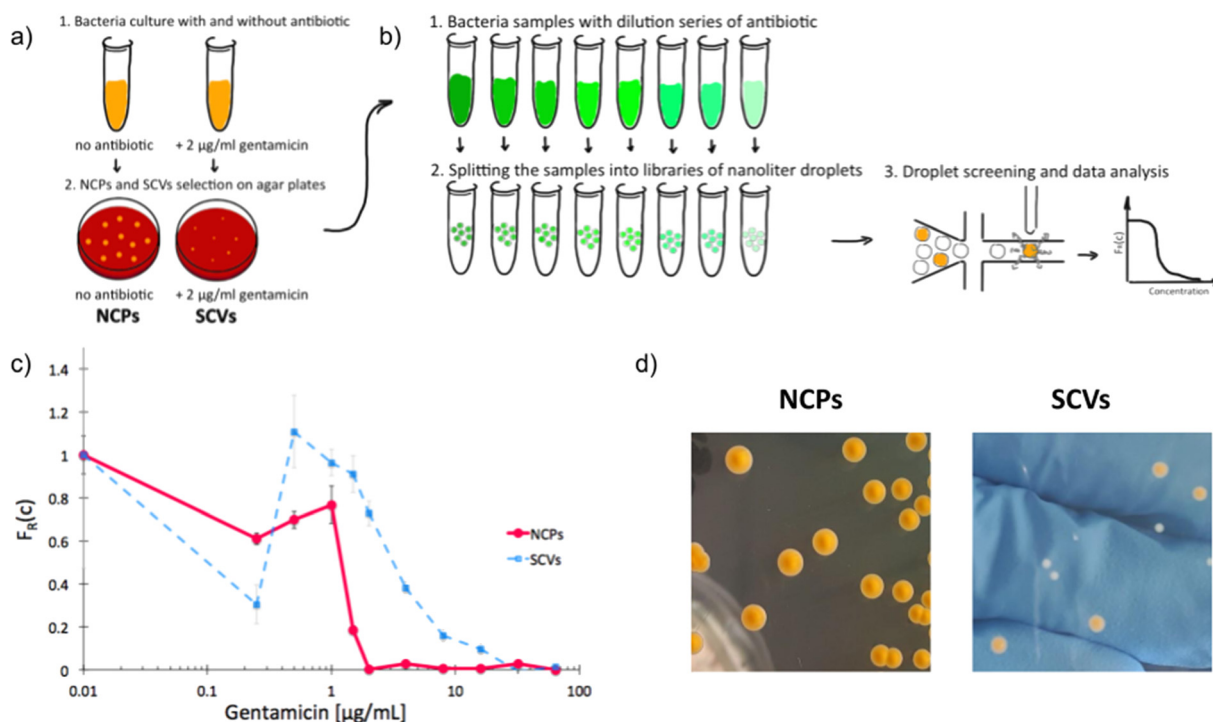 a)
1. Bacteria culture with and without antibiotic
no antibiotic
+ 2 µg/ml gentamicin
2. NCPs and SCVs selection on agar plates
no antibiotic
+ 2 µg/ml gentamicin
NCPs
SCVs
b)
1. Bacteria samples with dilution series of antibiotic
2. Splitting the samples into libraries of nanoliter droplets
3. Droplet screening and data analysis
FR(c)
Concentration
c)
1.4
1.2
1
0.8
0.6
0.4
0.2
0
FR(c)
0.01
0.1
1
10
100
Gentamicin [µg/mL]
NCPs
SCVs
d)
NCPs
SCVs